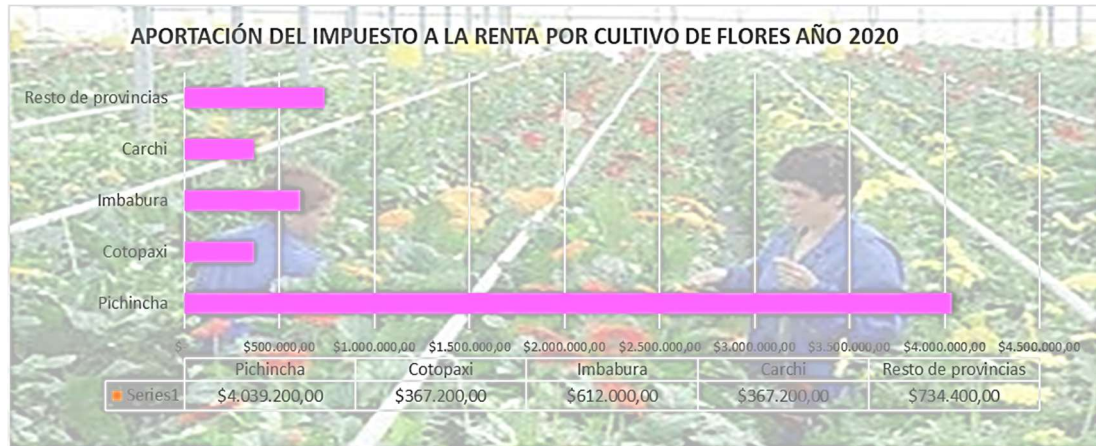 APORTACIÓN DEL IMPUESTO A LA RENTA POR CULTIVO DE FLORES AÑO 2020
Resto de provincias
Carchi
Imbabura
Cotopaxi
Pichincha
$- $500.000,00 $1.000.000,00 $1.500.000,00 $2.000.000,00 $2.500.000,00 $3.000.000,00 $3.500.000,00 $4.000.000,00 $4.500.000,00
Pichincha Cotopaxi Imbabura Carchi Resto de provincias
Series1 $4.039.200,00 $367.200,00 $612.000,00 $367.200,00 $734.400,00